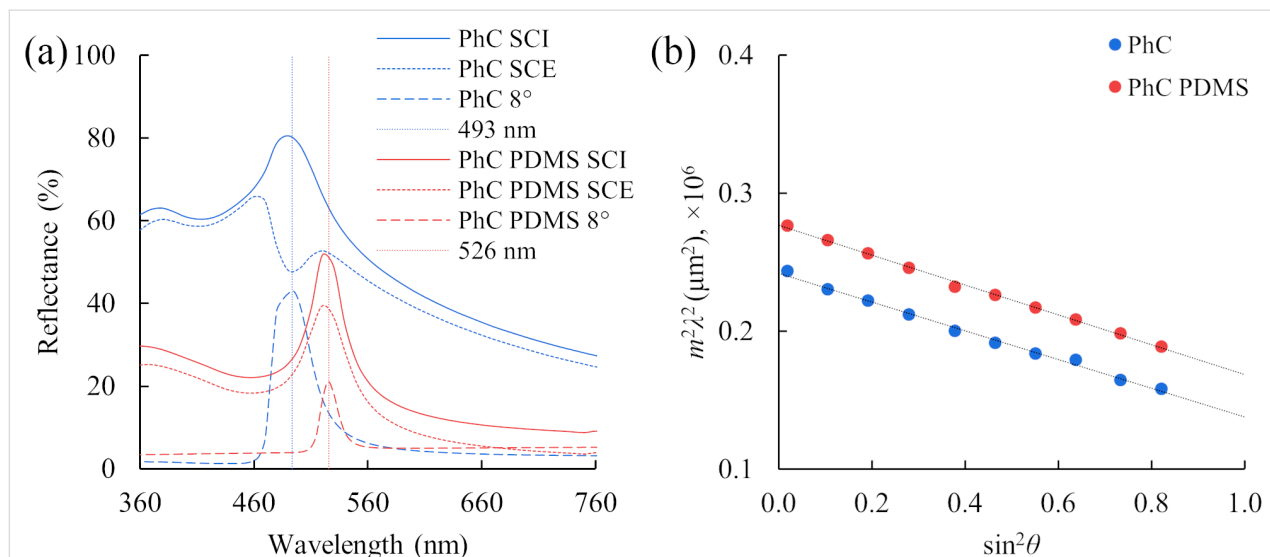 (a)
100
80
60
40
20
0
Reflectance (%)
360
460
560
660
760
Wavelength (nm)
PhC SCI
PhC SCE
PhC 8°
493 nm
PhC PDMS SCI
PhC PDMS SCE
PhC PDMS 8°
526 nm
(b)
0.4
0.3
0.2
0.1
m²λ² (μm²), ×10⁶
0.0
0.2
0.4
0.6
0.8
1.0
sin²θ
PhC
PhC PDMS